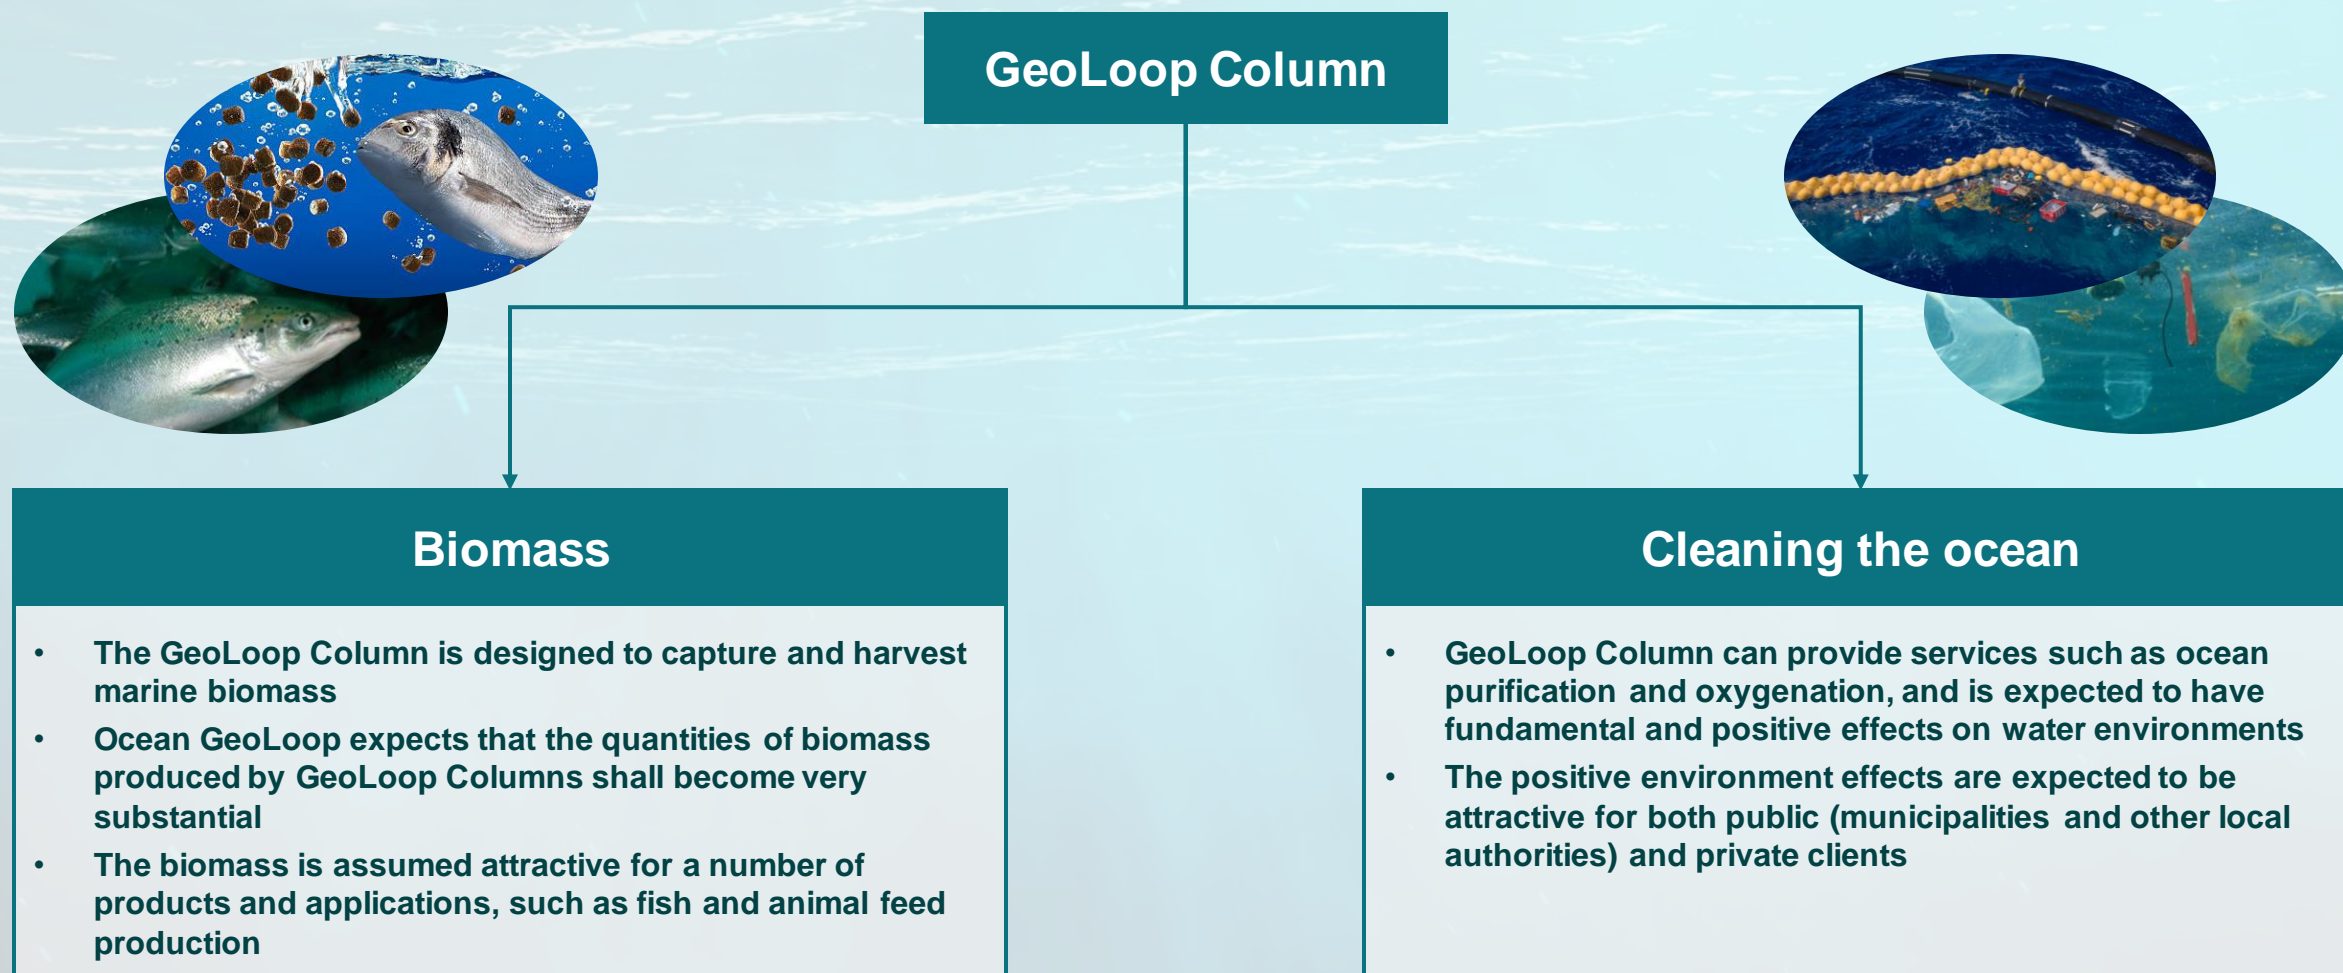 GeoLoop Column
Biomass
• The GeoLoop Column is designed to capture and harvest
marine biomass
• Ocean GeoLoop expects that the quantities of biomass
produced by GeoLoop Columns shall become very
substantial
• The biomass is assumed attractive for a number of
products and applications, such as fish and animal feed
production
Cleaning the ocean
• GeoLoop Column can provide services such as ocean
purification and oxygenation, and is expected to have
fundamental and positive effects on water environments
• The positive environment effects are expected to be
attractive for both public (municipalities and other local
authorities) and private clients